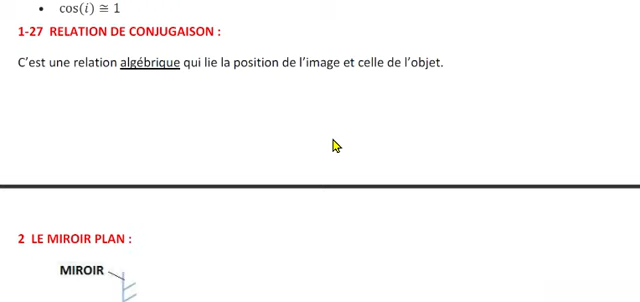 • cos(i) ≅ 1
1-27 RELATION DE CONJUGAISON :
C’est une relation algébrique qui lie la position de l’image et celle de l’objet.
2 LE MIROIR PLAN :
MIROIR